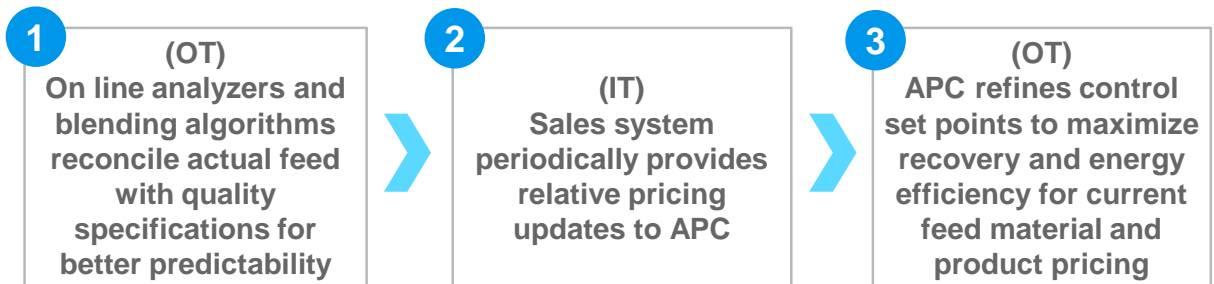 1
(OT)
On line analyzers and
blending algorithms
reconcile actual feed
with quality
specifications for
better predictability
2
(IT)
Sales system
periodically provides
relative pricing
updates to APC
3
(OT)
APC refines control
set points to maximize
recovery and energy
efficiency for current
feed material and
product pricing